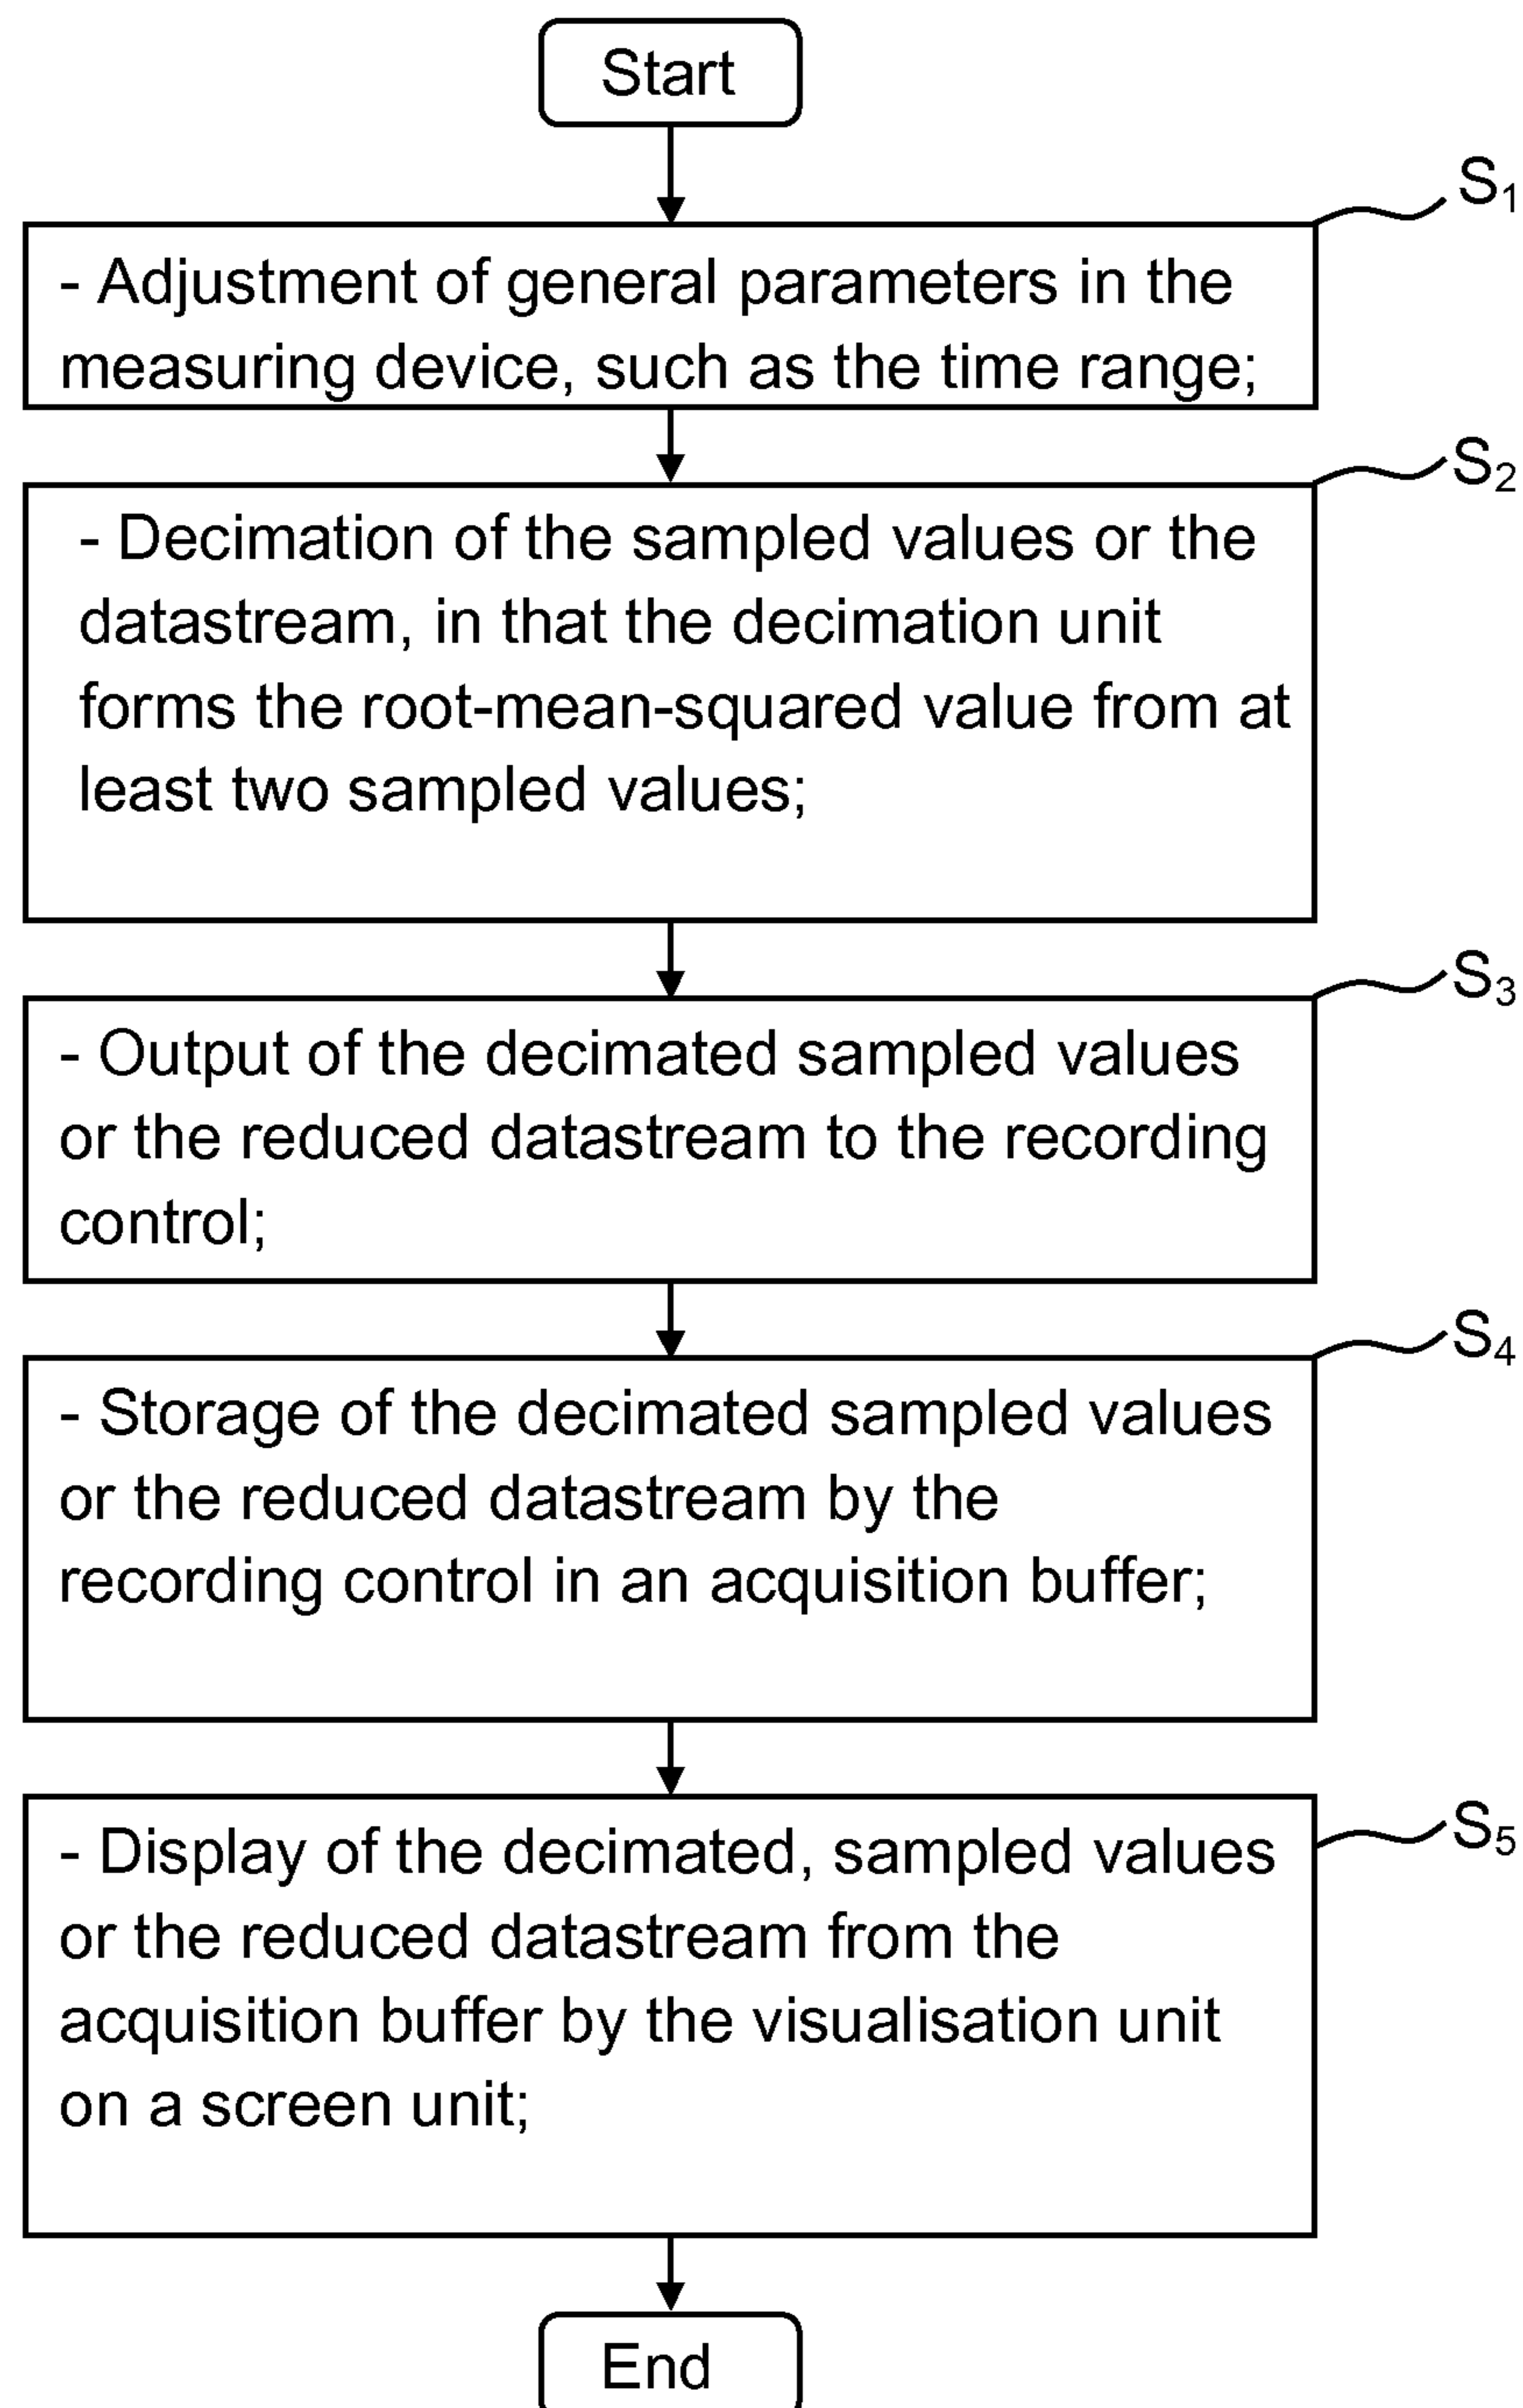 Start
S1
- Adjustment of general parameters in the
measuring device, such as the time range;
S2
- Decimation of the sampled values or the
datastream, in that the decimation unit
forms the root-mean-squared value from at
least two sampled values;
S3
- Output of the decimated sampled values
or the reduced datastream to the recording
control;
S4
- Storage of the decimated sampled values
or the reduced datastream by the
recording control in an acquisition buffer;
S5
- Display of the decimated, sampled values
or the reduced datastream from the
acquisition buffer by the visualisation unit
on a screen unit;
End